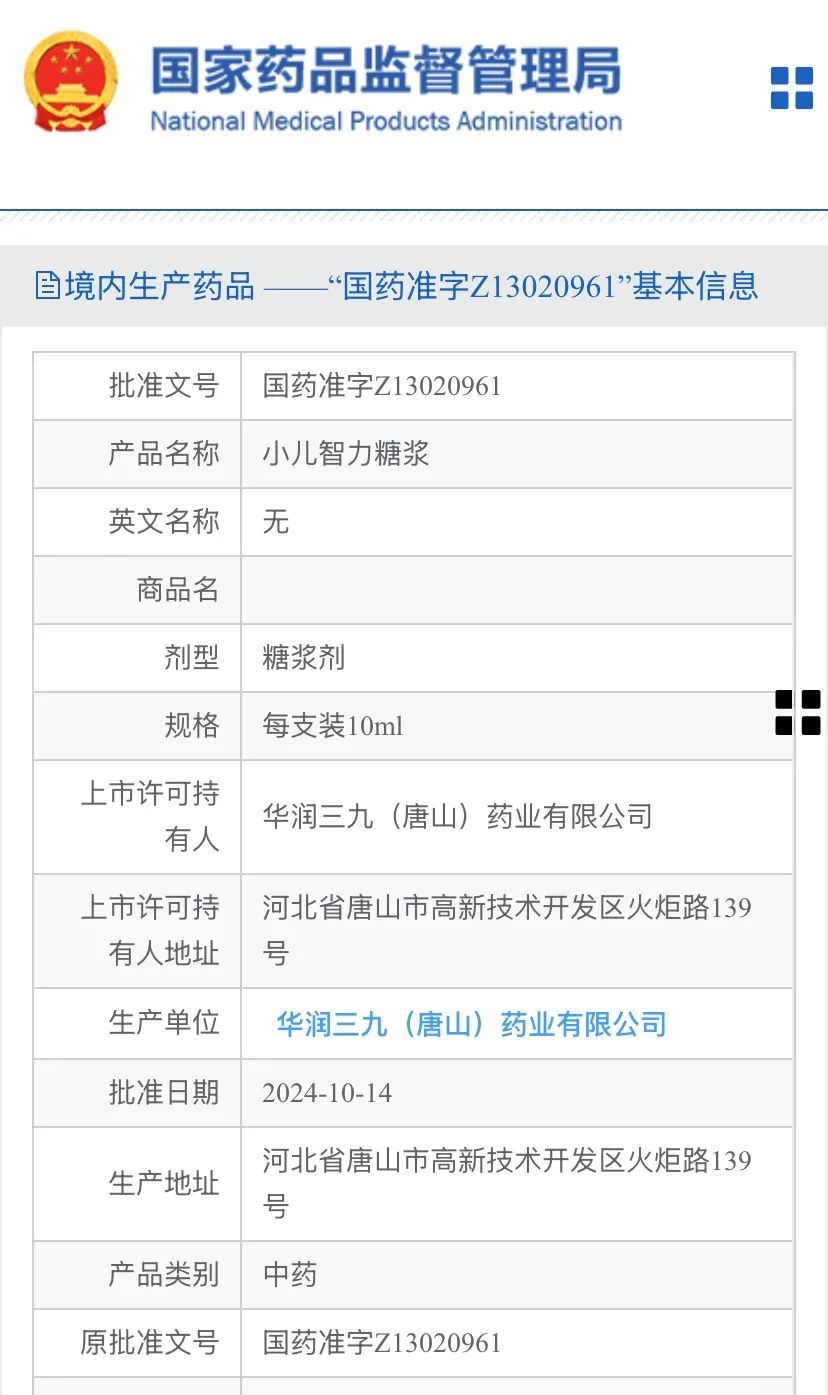 国家药品监督管理局
National Medical Products Administration
境内生产药品 ——“国药准字Z13020961”基本信息
批准文号 国药准字Z13020961
产品名称 小儿智力糖浆
英文名称 无
商品名
剂型 糖浆剂
规格 每支装10ml
上市许可持
有人 华润三九（唐山）药业有限公司
上市许可持 河北省唐山市高新技术开发区火炬路139
有人地址 号
生产单位 华润三九（唐山）药业有限公司
批准日期 2024-10-14
生产地址 河北省唐山市高新技术开发区火炬路139
号
产品类别 中药
原批准文号 国药准字Z13020961